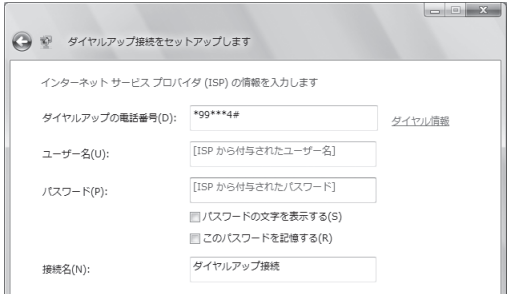 ダイヤルアップ接続をセットアップします
インターネット サービス プロバイダ (ISP) の情報を入力します
ダイヤルアップの電話番号(D): *99***4# ダイヤル情報
ユーザー名(U): [ISP から付与されたユーザー名]
パスワード(P): [ISP から付与されたパスワード]
パスワードの文字を表示する(S)
このパスワードを記憶する(R)
接続名(N): ダイヤルアップ接続